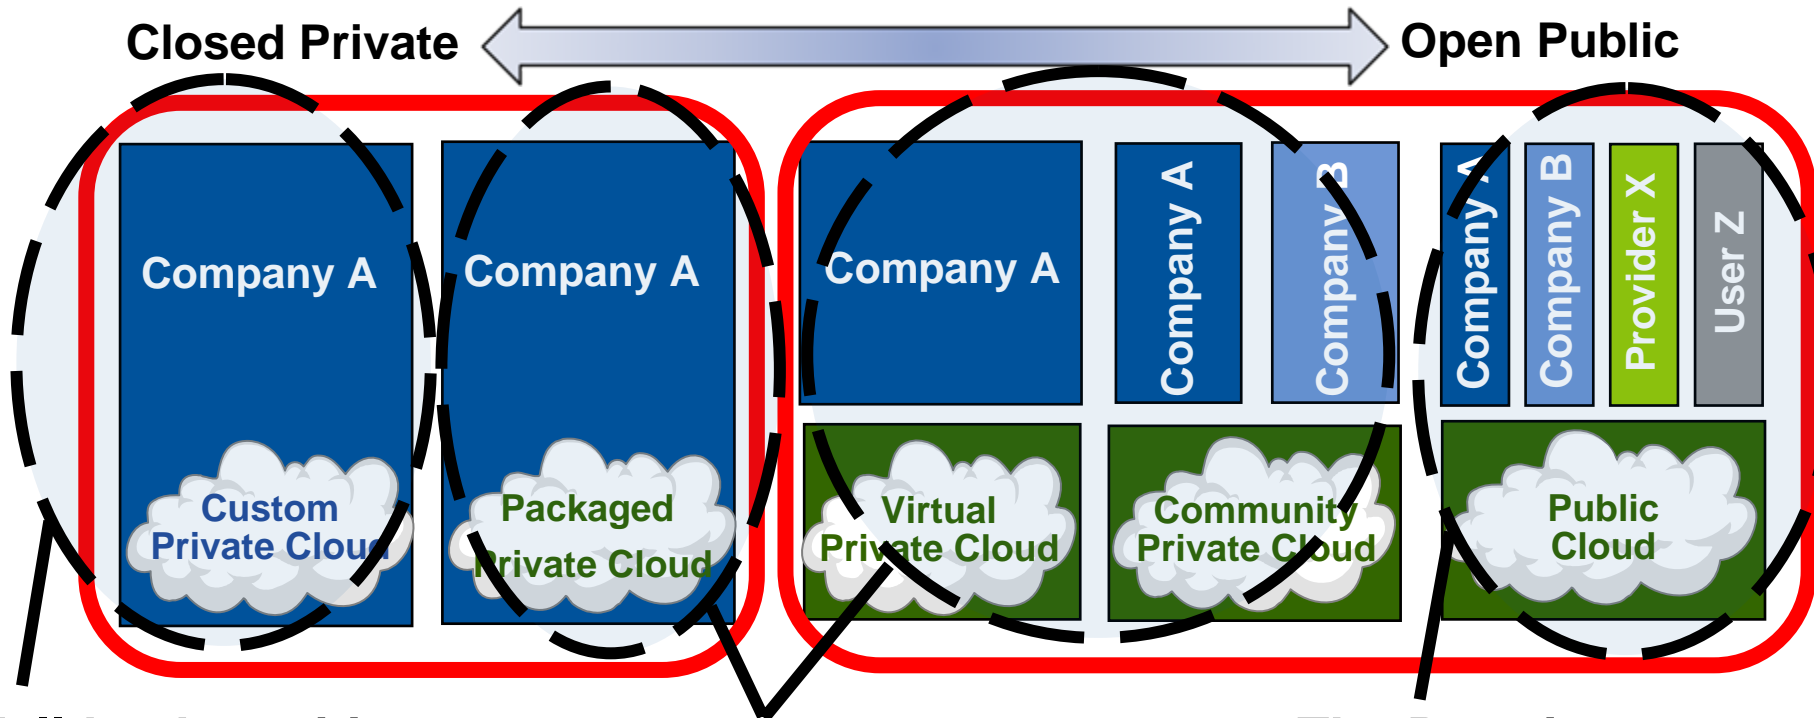 Closed Private
Open Public
Company A
Company A
Company A
Company A
Company B
Company A
Company B
Provider X
User Z
Custom
Private Cloud
Packaged
Private Cloud
Virtual
Private Cloud
Community
Private Cloud
Public
Cloud